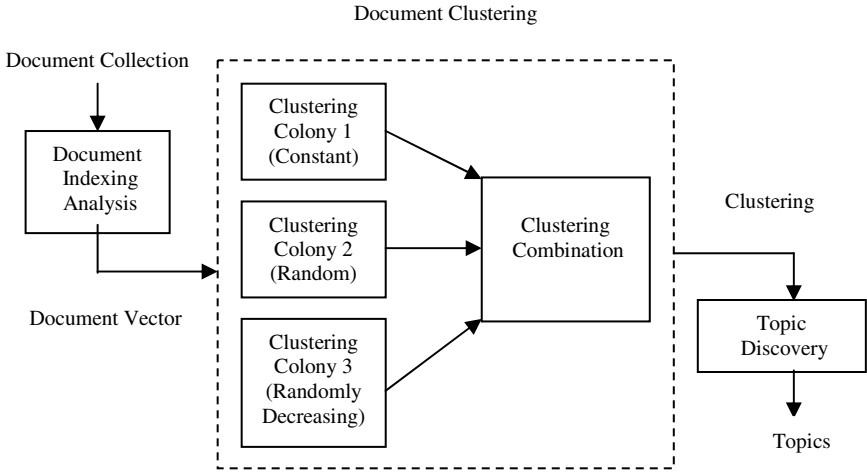 Document Clustering
Document Collection
Document
Indexing
Analysis
Document Vector
Clustering
Colony 1
(Constant)
Clustering
Colony 2
(Random)
Clustering
Colony 3
(Randomly
Decreasing)
Clustering
Combination
Clustering
Topic
Discovery
Topics